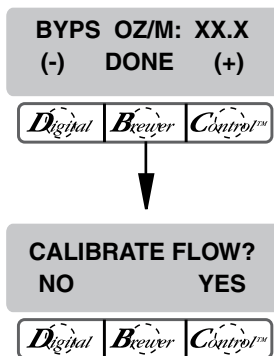 BYPS OZ/M: XX.X
(-) DONE (+)
Digital Brewer Control™
CALIBRATE FLOW?
NO YES
Digital Brewer Control™